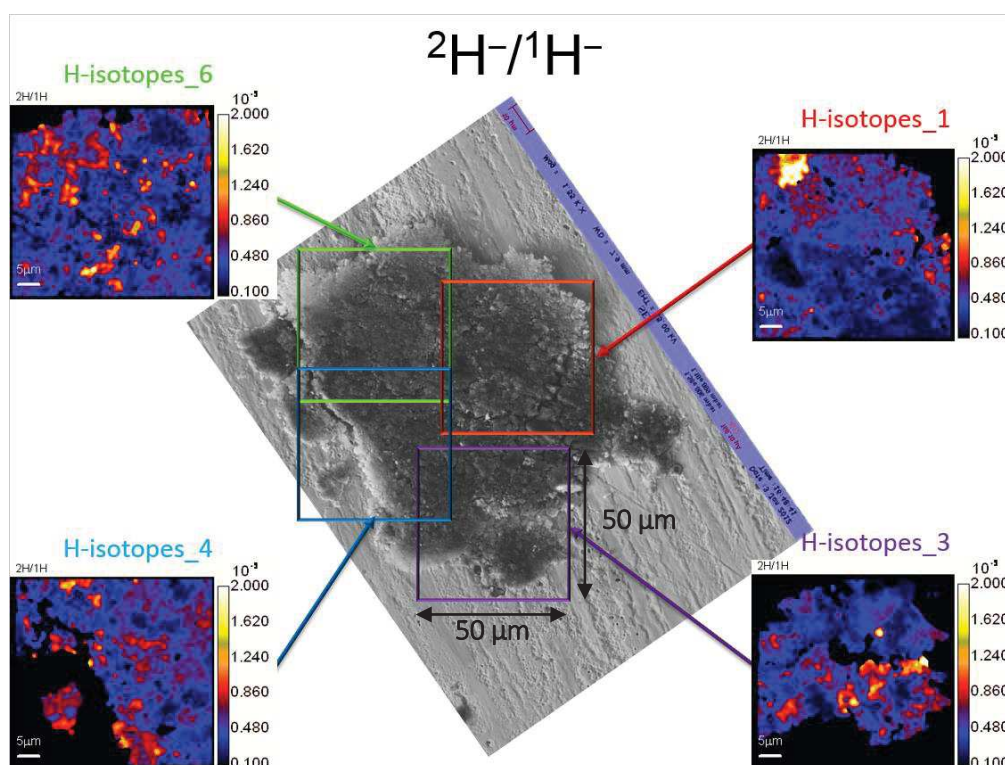 ²H⁻/¹H⁻
H-isotopes_6
2H/1H
10⁻³
2.000
1.620
1.240
0.860
0.480
0.100
5µm
H-isotopes_1
2H/1H
10⁻³
2.000
1.620
1.240
0.860
0.480
0.100
5µm
50 µm
50 µm
H-isotopes_4
2H/1H
10⁻³
2.000
1.620
1.240
0.860
0.480
0.100
5µm
H-isotopes_3
2H/1H
10⁻³
2.000
1.620
1.240
0.860
0.480
0.100
5µm